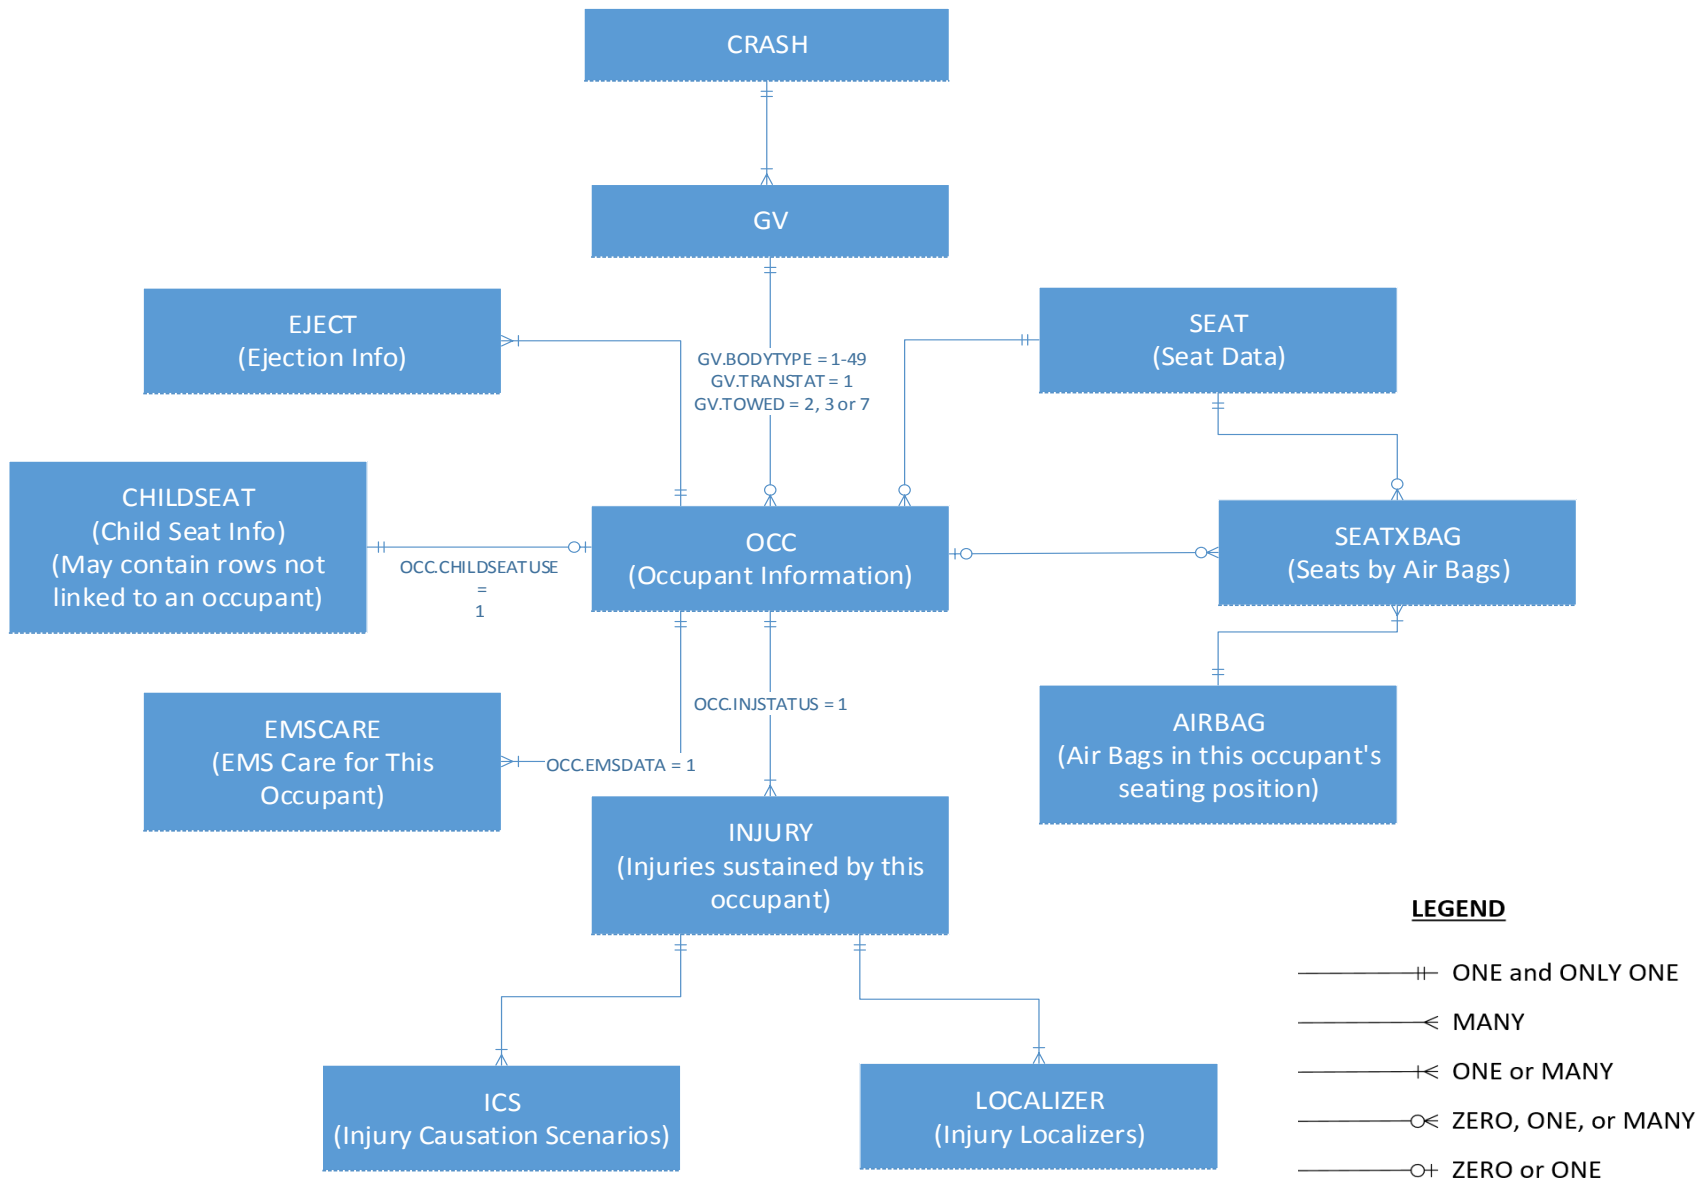 CRASH
GV
EJECT
(Ejection Info)
SEAT
(Seat Data)
GV.BODYTYPE = 1-49
GV.TRANSTAT = 1
GV.TOWED = 2, 3 or 7
CHILDSEAT
(Child Seat Info)
(May contain rows not
linked to an occupant)
OCC.CHILDSEATUSE
=
1
OCC
(Occupant Information)
SEATXBAG
(Seats by Air Bags)
EMSCARE
(EMS Care for This
Occupant)
OCC.EMSDATA = 1
OCC.INJSTATUS = 1
AIRBAG
(Air Bags in this occupant's
seating position)
INJURY
(Injuries sustained by this
occupant)
ICS
(Injury Causation Scenarios)
LOCALIZER
(Injury Localizers)
LEGEND
ONE and ONLY ONE
MANY
ONE or MANY
ZERO, ONE, or MANY
ZERO or ONE